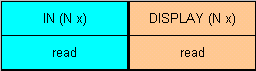 IN (N x) DISPLAY (N x)
read read